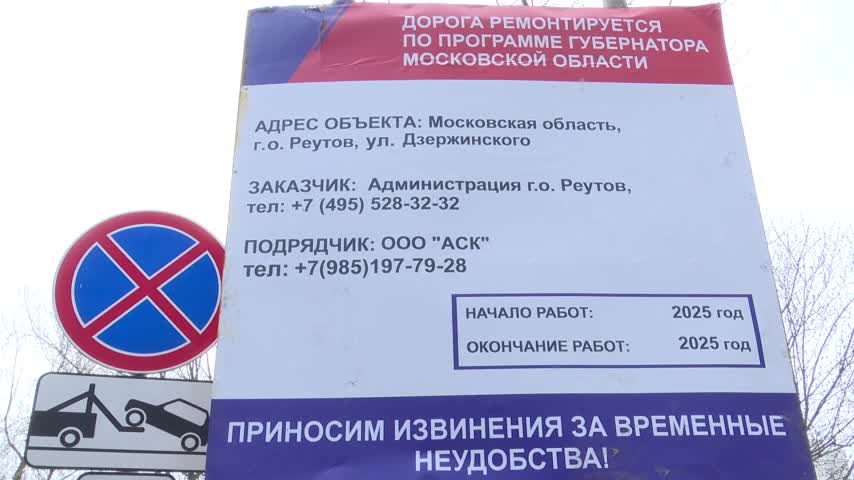 ДОРОГА РЕМОНТИРУЕТСЯ
ПО ПРОГРАММЕ ГУБЕРНАТОРА
МОСКОВСКОЙ ОБЛАСТИ
АДРЕС ОБЪЕКТА: Московская область,
г.о. Реутов, ул. Дзержинского
ЗАКАЗЧИК: Администрация г.о. Реутов,
тел: +7 (495) 528-32-32
ПОДРЯДЧИК: ООО "АСК"
тел: +7(985)197-79-28
НАЧАЛО РАБОТ: 2025 год
ОКОНЧАНИЕ РАБОТ: 2025 год
ПРИНОСИМ ИЗВИНЕНИЯ ЗА ВРЕМЕННЫЕ
НЕУДОБСТВА!